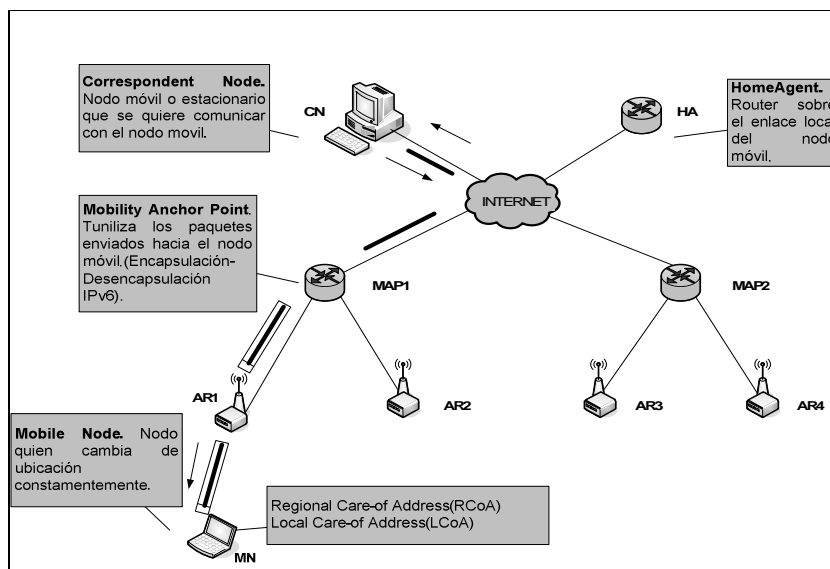 Correspondent Node.
Nodo móvil o estacionario
que se quiere comunicar
con el nodo movil.
CN
HA
HomeAgent.
Router sobre
el enlace loca
del nodo
móvil.
INTERNET
Mobility Anchor Point.
Tuniliza los paquetes
enviados hacia el nodo
móvil.(Encapsulación-
Desencapsulación
IPv6).
MAP1
MAP2
AR1
AR2
AR3
AR4
Mobile Node. Nodo
quien cambia de
ubicación
constamentemente.
Regional Care-of Address(RCoA)
Local Care-of Address(LCoA)
MN